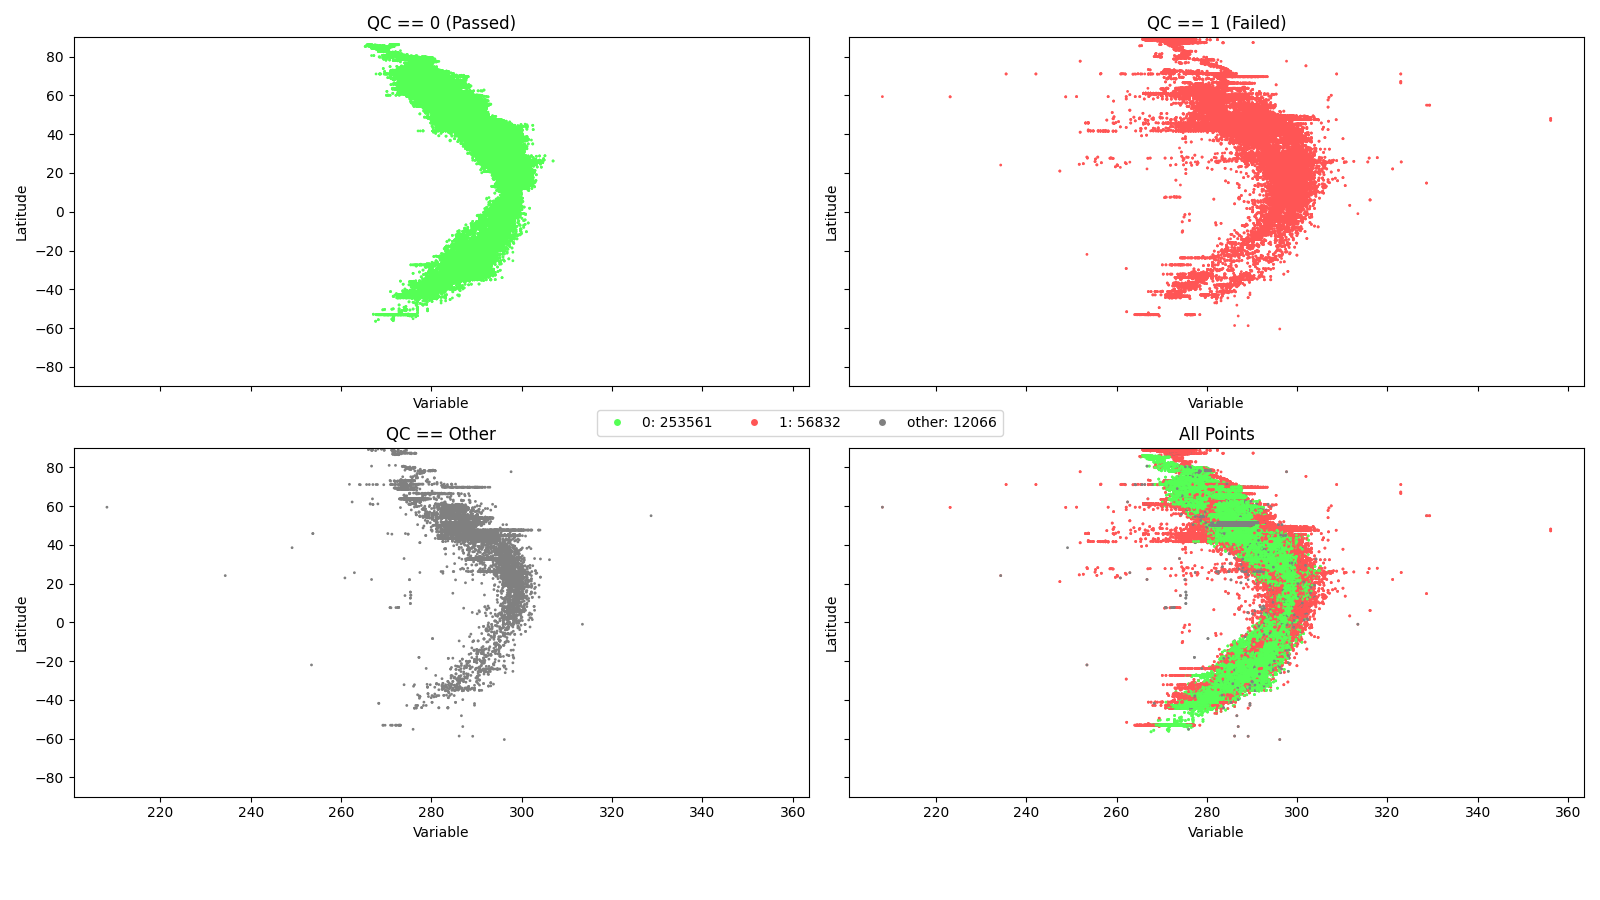 QC == 0 (Passed)
QC == 1 (Failed)
80
60
40
20
0
−20
−40
−60
−80
Latitude
Latitude
Variable
Variable
0: 253561
1: 56832
other: 12066
QC == Other
All Points
80
60
40
20
0
−20
−40
−60
−80
Latitude
Latitude
220 240 260 280 300 320 340 360
220 240 260 280 300 320 340 360
Variable
Variable